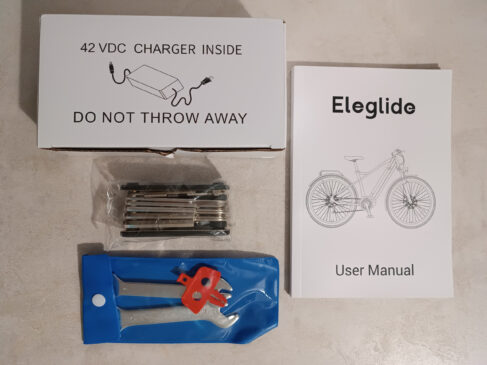 42 VDC CHARGER INSIDE
DO NOT THROW AWAY
Eleglide
User Manual